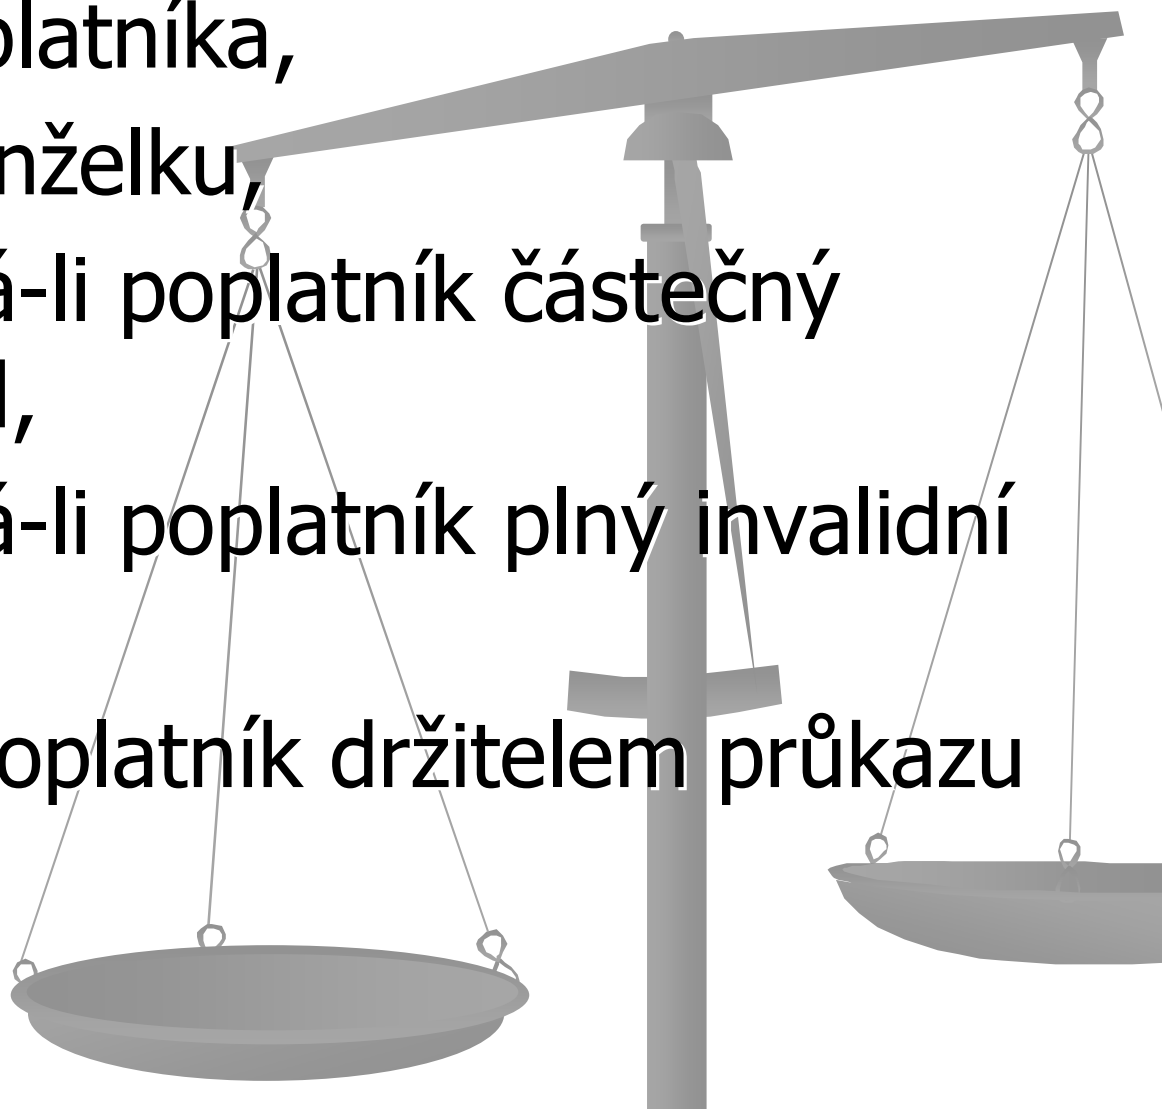 platníka,
nželku,
á-li poplatník částečný
,
á-li poplatník plný invalidní
oplatník držitelem průkazu